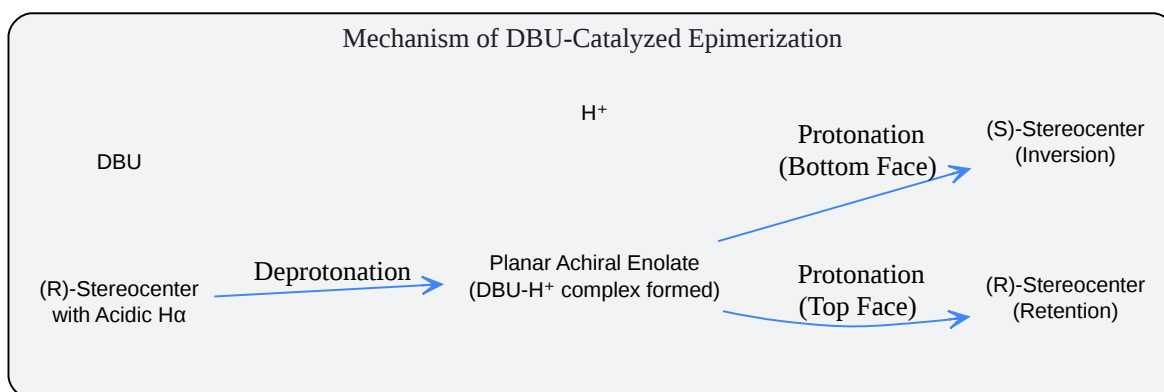 Mechanism of DBU-Catalyzed Epimerization
H⁺
DBU
Protonation
(Bottom Face)
(S)-Stereocenter
(Inversion)
Deprotonation
(R)-Stereocenter
with Acidic Hα
Planar Achiral Enolate
(DBU-H⁺ complex formed)
Protonation
(Top Face)
(R)-Stereocenter
(Retention)